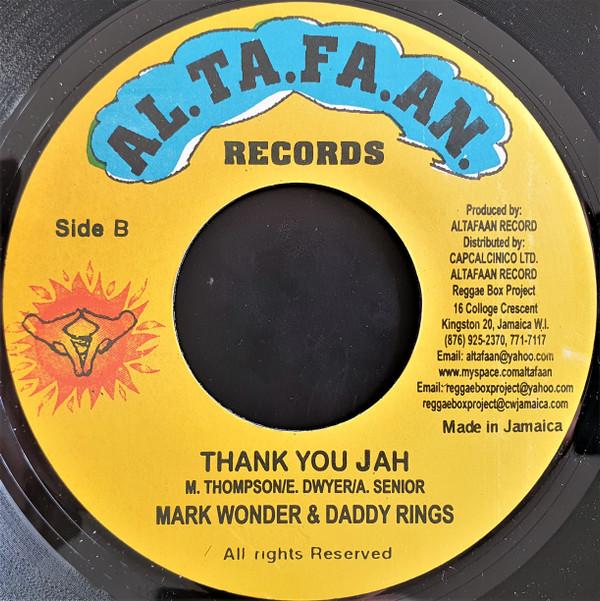 AL.TA.FA.AN.
RECORDS
Side B
Produced by:
ALTAFAAN RECORD
Distributed by:
CAPCALCINICO LTD.
ALTAFAAN RECORD
Reggae Box Project
16 Colloge Crescent
Kingston 20, Jamaica W.I.
(876) 925-2370, 771-7117
Email: altafaan@yahoo.com
www.myspace.comaltafaan
Email: reggaeboxproject@yahoo.com
reggaeboxproject@cwjamaica.com
Made in Jamaica
THANK YOU JAH
M. THOMPSON/E. DWYER/A. SENIOR
MARK WONDER & DADDY RINGS
All rights Reserved